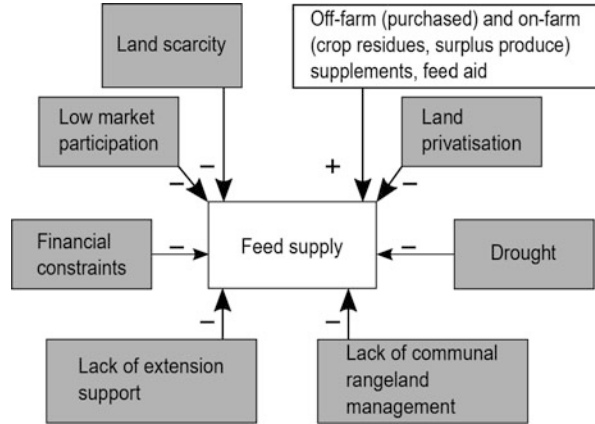 Off-farm (purchased) and on-farm
(crop residues, surplus produce)
supplements, feed aid
Land scarcity
Low market
participation
Land
privatisation
–
–
+
–
Financial
constraints
–
Feed supply
–
Drought
–
–
Lack of extension
support
Lack of communal
rangeland
management